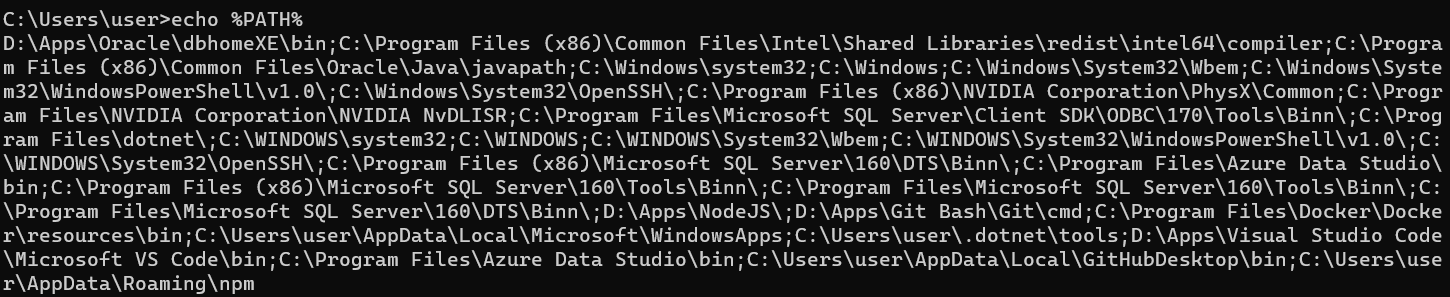 C:\Users\user>echo %PATH%
D:\Apps\Oracle\dbhomeXE\bin;C:\Program Files (x86)\Common Files\Intel\Shared Libraries\redist\intel64\compiler;C:\Progra
m Files (x86)\Common Files\Oracle\Java\javapath;C:\Windows\system32;C:\Windows;C:\Windows\System32\Wbem;C:\Windows\Syste
m32\WindowsPowerShell\v1.0\;C:\Windows\System32\OpenSSH\;C:\Program Files (x86)\NVIDIA Corporation\PhysX\Common;C:\Progr
am Files\NVIDIA Corporation\NVIDIA NvDLISR;C:\Program Files\Microsoft SQL Server\Client SDK\ODBC\170\Tools\Binn\;C:\Prog
ram Files\dotnet\;C:\WINDOWS\system32;C:\WINDOWS;C:\WINDOWS\System32\Wbem;C:\WINDOWS\System32\WindowsPowerShell\v1.0\;C:
\WINDOWS\System32\OpenSSH\;C:\Program Files (x86)\Microsoft SQL Server\160\DTS\Binn\;C:\Program Files\Azure Data Studio\
bin;C:\Program Files (x86)\Microsoft SQL Server\160\Tools\Binn\;C:\Program Files\Microsoft SQL Server\160\Tools\Binn\;C:
\Program Files\Microsoft SQL Server\160\DTS\Binn\;D:\Apps\NodeJS\;D:\Apps\Git Bash\Git\cmd;C:\Program Files\Docker\Docke
r\resources\bin;C:\Users\user\AppData\Local\Microsoft\WindowsApps;C:\Users\user\.dotnet\tools;D:\Apps\Visual Studio Code
\Microsoft VS Code\bin;C:\Program Files\Azure Data Studio\bin;C:\Users\user\AppData\Local\GitHubDesktop\bin;C:\Users\use
r\AppData\Roaming\npm